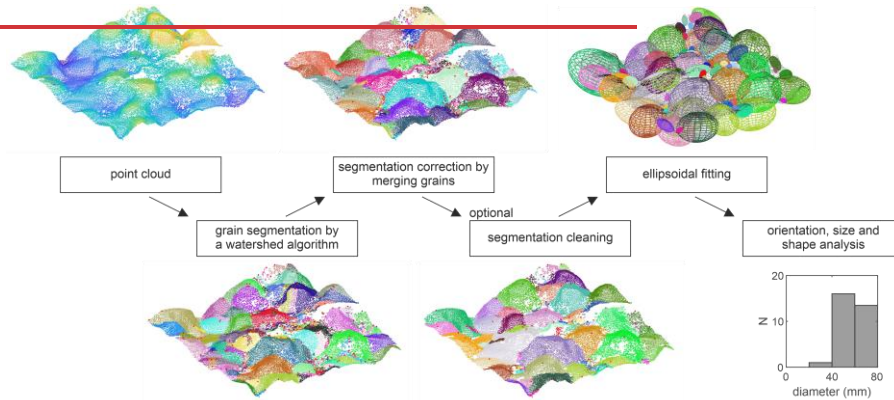 point cloud
segmentation correction by
merging grains
ellipsoidal fitting
optional
grain segmentation by
a watershed algorithm
segmentation cleaning
orientation, size and
shape analysis
20
10
0
N
0
40
80
diameter (mm)